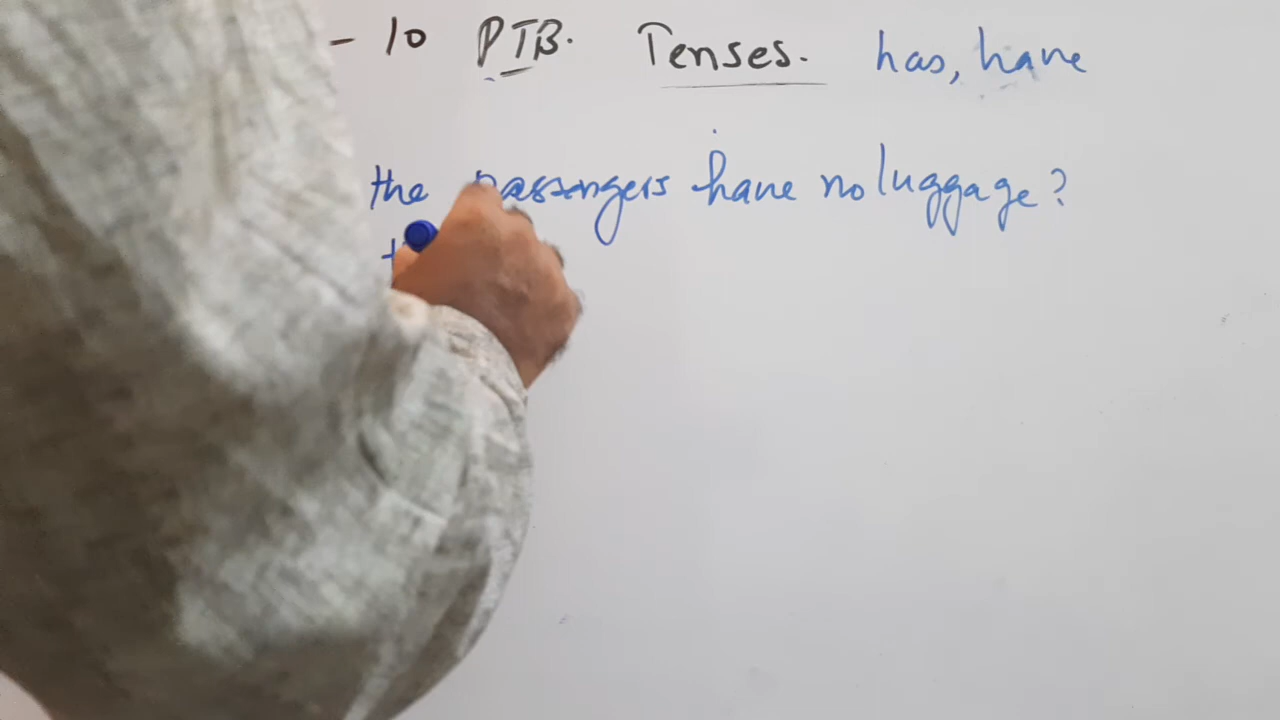 - 10 PTB. Tenses. has, have
the passengers have no luggage?